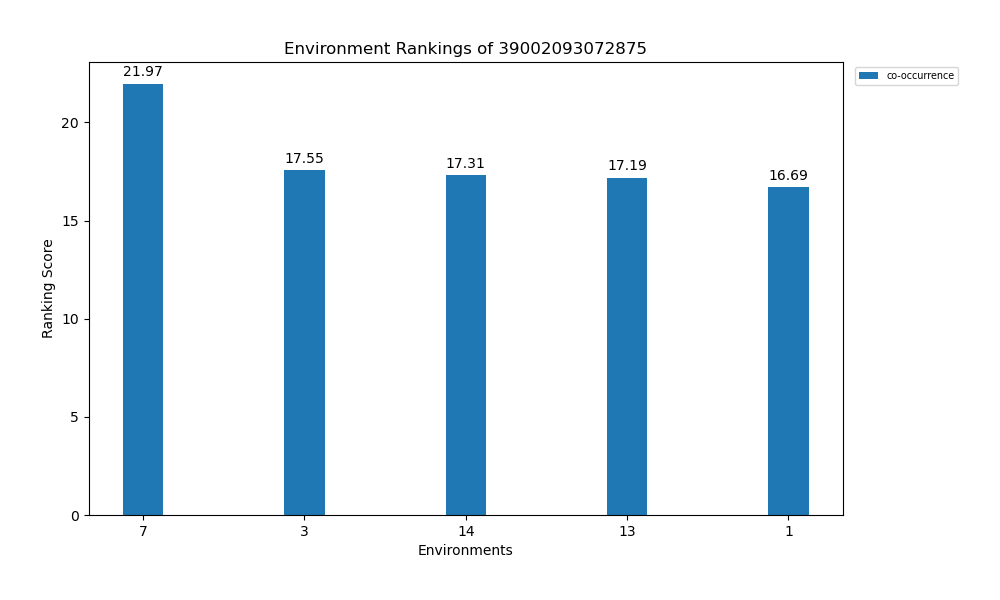 Environment Rankings of 39002093072875
co-occurrence
21.97
17.55
17.31
17.19
16.69
Ranking Score
20
15
10
5
0
7 3 14 13 1
Environments